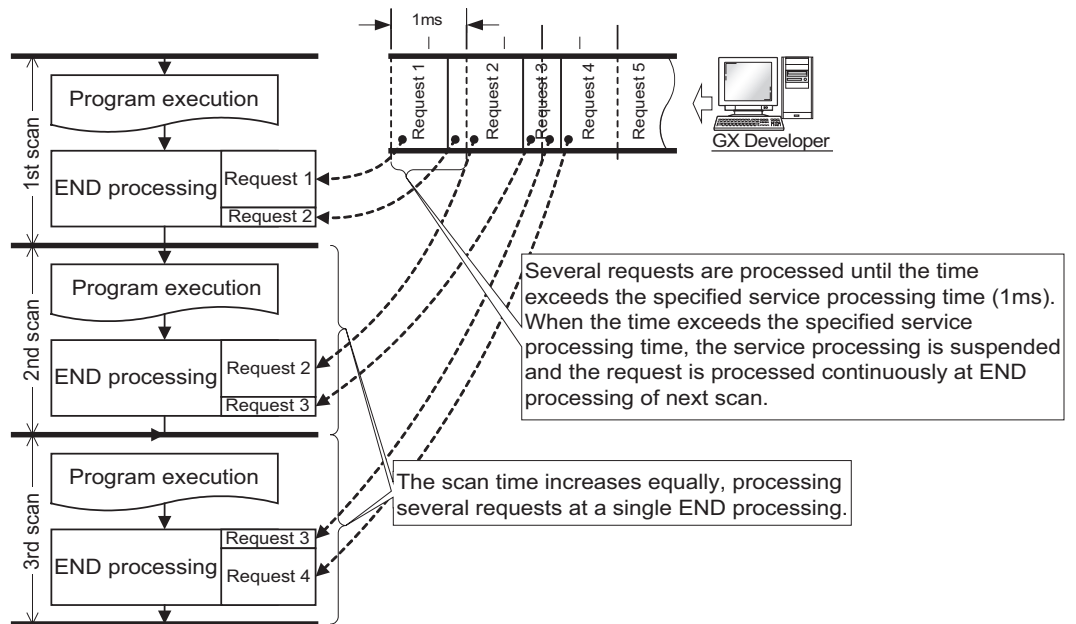 1ms
Request 1
Request 2
Request 3
Request 4
Request 5
GX Developer
1st scan
Program execution
END processing
Request 1
Request 2
2nd scan
Program execution
END processing
Request 2
Request 3
3rd scan
Program execution
END processing
Request 3
Request 4
Several requests are processed until the time
exceeds the specified service processing time (1ms).
When the time exceeds the specified service
processing time, the service processing is suspended
and the request is processed continuously at END
processing of next scan.
The scan time increases equally, processing
several requests at a single END processing.